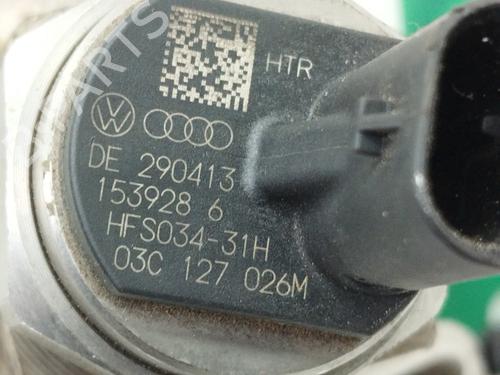 HTR
DE 290413
153928 6
HFS034-31H
03C 127 026M